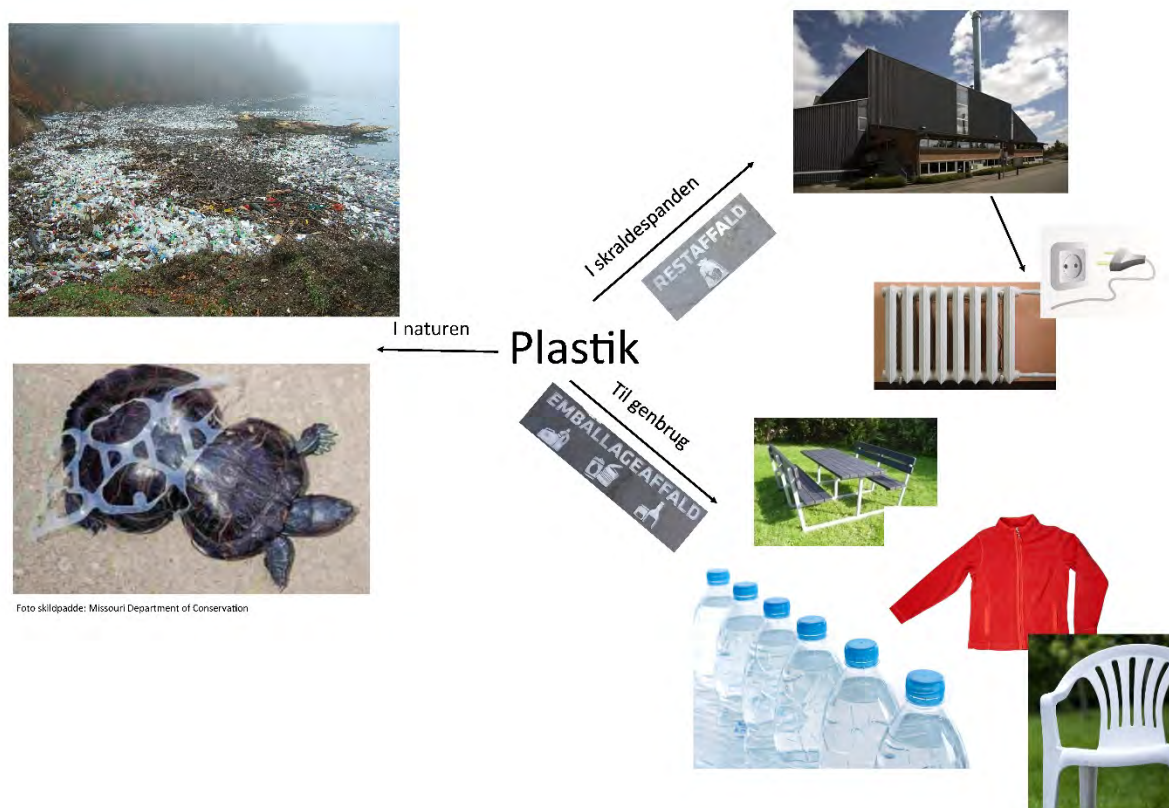 I skraldespanden
RESTAFFALD
I naturen
Plastik
Til genbrug
EMBALLAGEAFFALD
Foto skildpadde: Missouri Department of Conservation